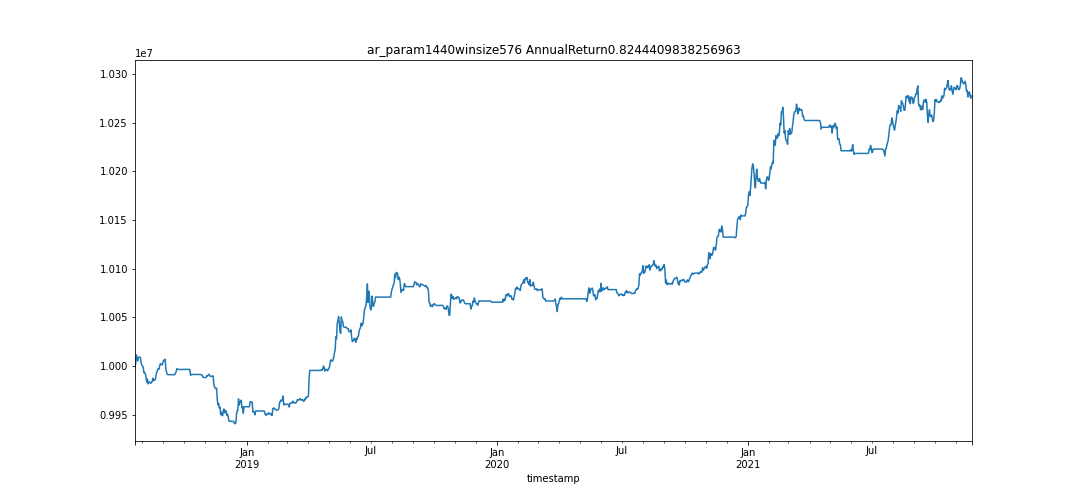 ar_param1440winsize576 AnnualReturn0.8244409838256963
1e7
1.030
1.025
1.020
1.015
1.010
1.005
1.000
0.995
Jan Jul Jan Jul Jan Jul
2019 2020 2021
timestamp